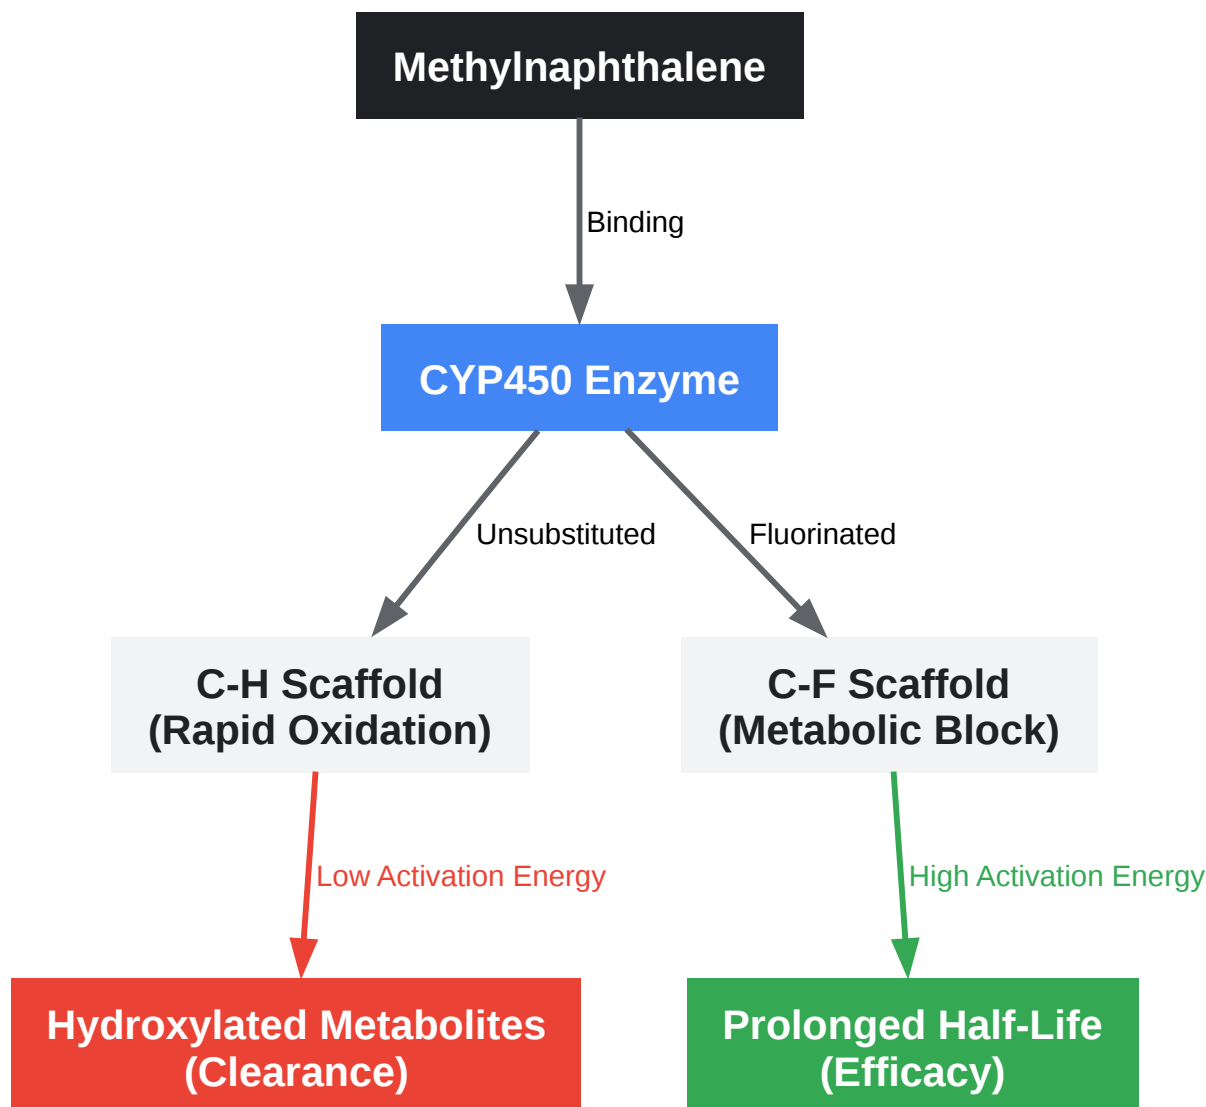 Methylnaphthalene
Binding
CYP450 Enzyme
Unsubstituted
Fluorinated
C-H Scaffold
(Rapid Oxidation)
C-F Scaffold
(Metabolic Block)
Low Activation Energy
High Activation Energy
Hydroxylated Metabolites
(Clearance)
Prolonged Half-Life
(Efficacy)